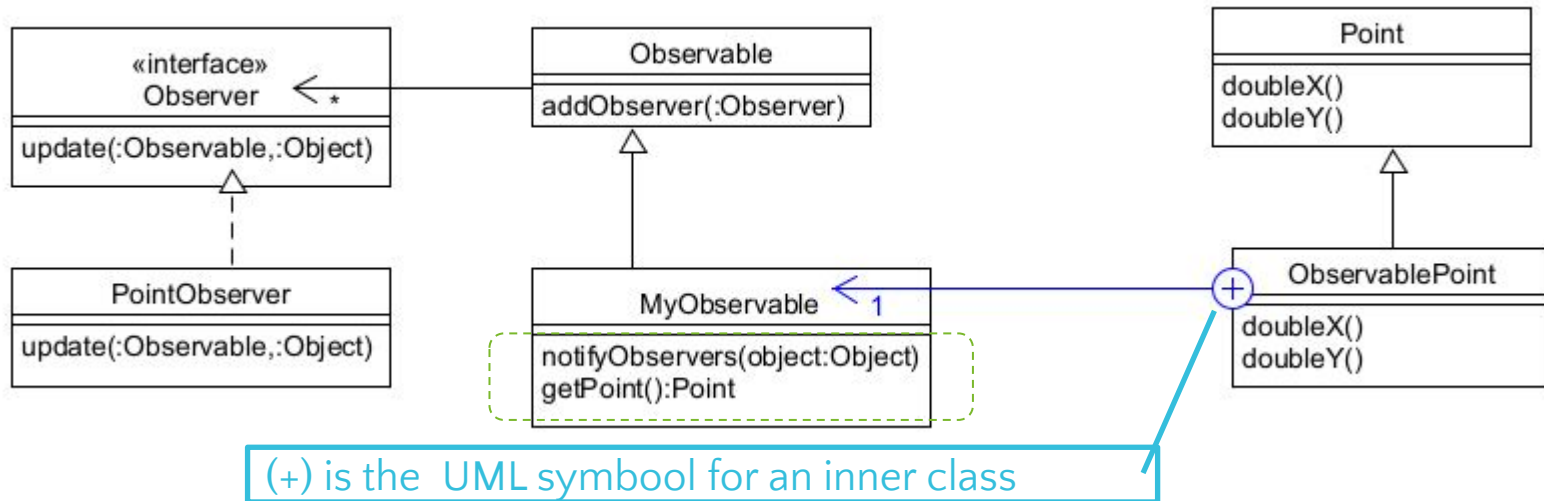 «interface»
Observer
*
update(:Observable,:Object)
Observable
addObserver(:Observer)
Point
doubleX()
doubleY()
PointObserver
update(:Observable,:Object)
MyObservable
1
notifyObservers(object:Object)
getPoint():Point
+
ObservablePoint
doubleX()
doubleY()
(+) is the UML symbool for an inner class